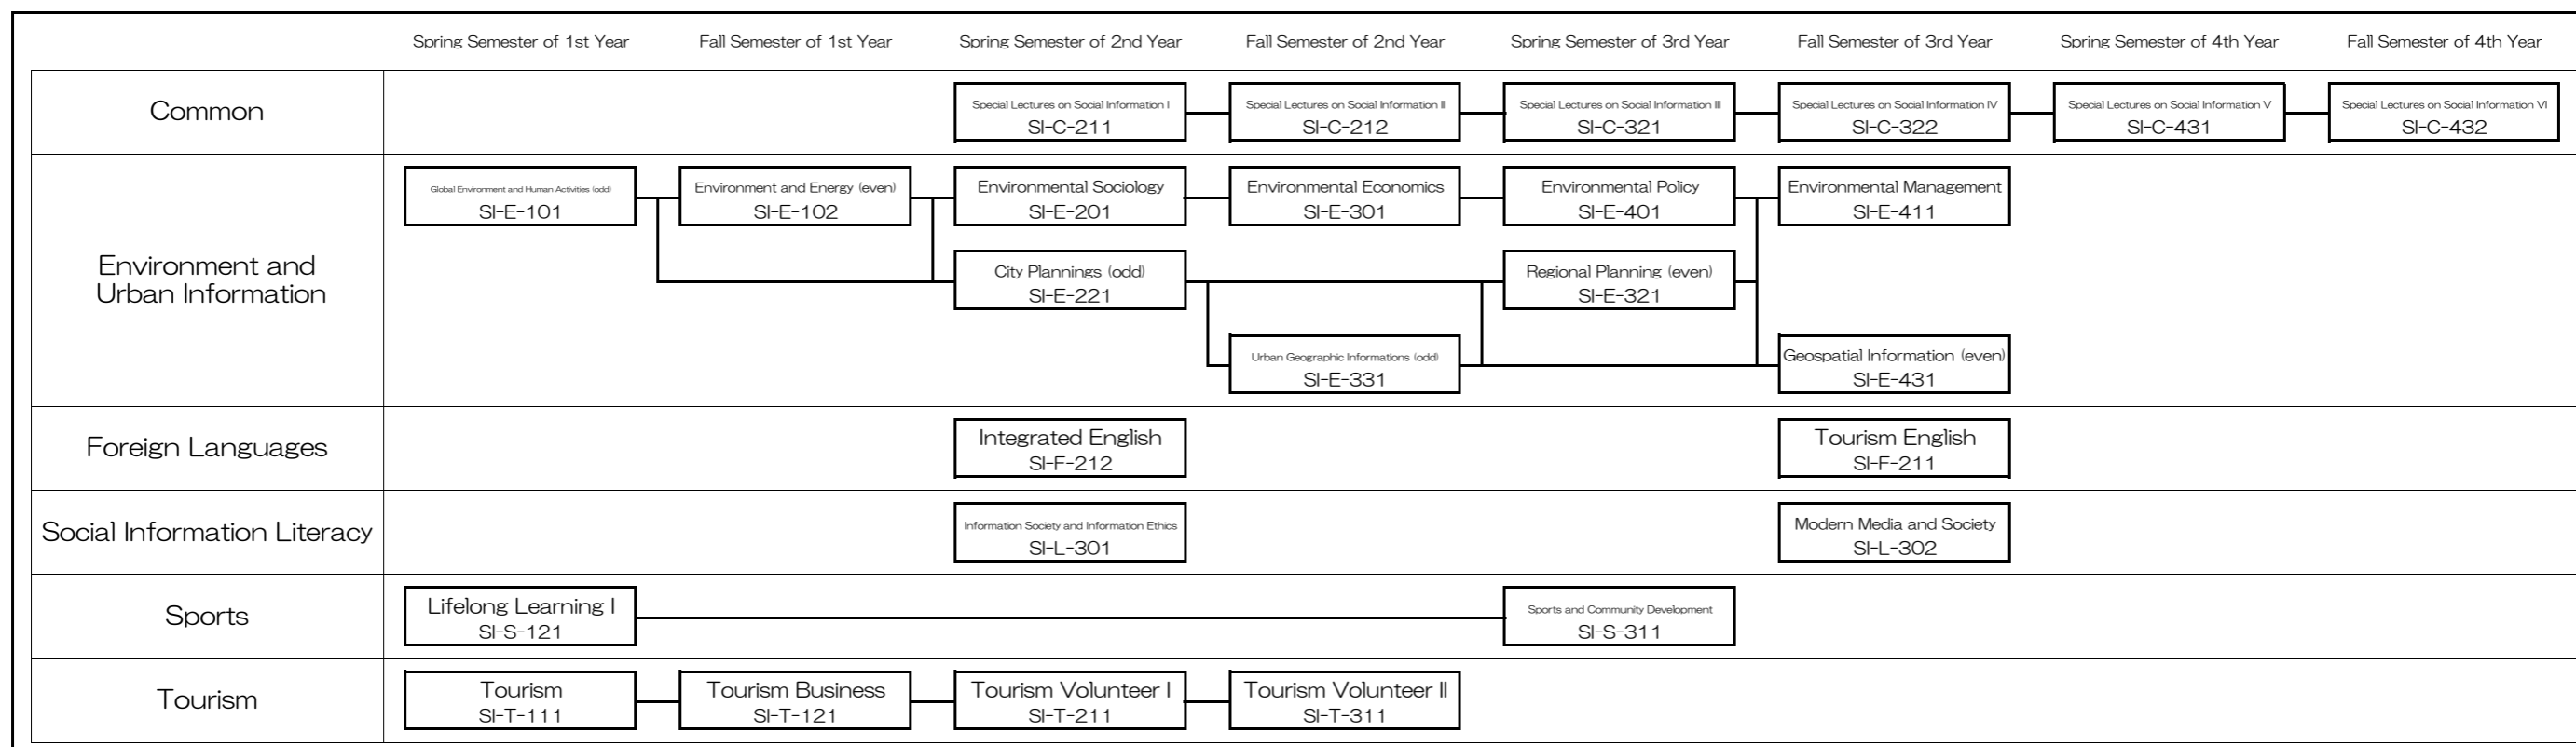 Spring Semester of 1st Year
Fall Semester of 1st Year
Spring Semester of 2nd Year
Fall Semester of 2nd Year
Spring Semester of 3rd Year
Fall Semester of 3rd Year
Spring Semester of 4th Year
Fall Semester of 4th Year
Common
Special Lectures on Social Information Ⅰ
SI-C-211
Special Lectures on Social Information Ⅱ
SI-C-212
Special Lectures on Social Information Ⅲ
SI-C-321
Special Lectures on Social Information Ⅳ
SI-C-322
Special Lectures on Social Information Ⅴ
SI-C-431
Special Lectures on Social Information Ⅵ
SI-C-432
Environment and
Urban Information
Global Environment and Human Activities (odd)
SI-E-101
Environment and Energy (even)
SI-E-102
Environmental Sociology
SI-E-201
Environmental Economics
SI-E-301
Environmental Policy
SI-E-401
Environmental Management
SI-E-411
City Plannings (odd)
SI-E-221
Regional Planning (even)
SI-E-321
Urban Geographic Informations (odd)
SI-E-331
Geospatial Information (even)
SI-E-431
Foreign Languages
Integrated English
SI-F-212
Tourism English
SI-F-211
Social Information Literacy
Information Society and Information Ethics
SI-L-301
Modern Media and Society
SI-L-302
Sports
Lifelong Learning Ⅰ
SI-S-121
Sports and Community Development
SI-S-311
Tourism
Tourism
SI-T-111
Tourism Business
SI-T-121
Tourism Volunteer Ⅰ
SI-T-211
Tourism Volunteer Ⅱ
SI-T-311